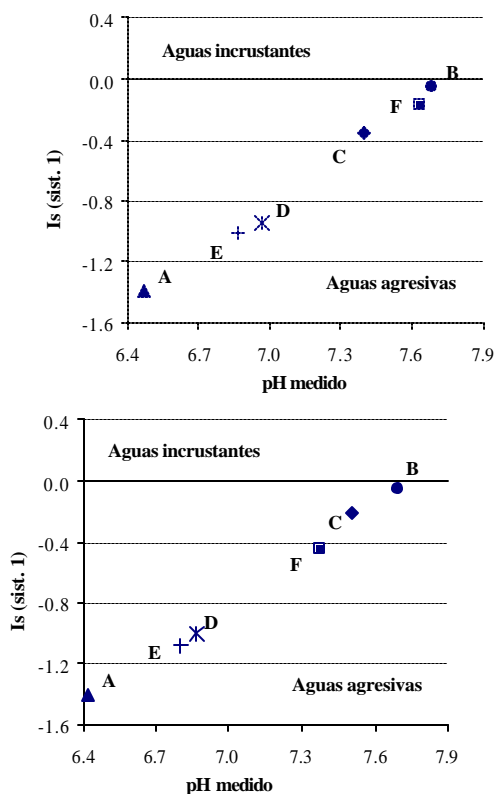 0.4
Aguas incrustantes
B
0.0
F
-0.4
C
Is (sist. 1)
-0.8
D
E
-1.2
A
Aguas agresivas
-1.6
6.4 6.7 7.0 7.3 7.6 7.9
pH medido
0.4
Aguas incrustantes
B
0.0
C
-0.4
F
Is (sist. 1)
-0.8
D
E
-1.2
A
Aguas agresivas
-1.6
6.4 6.7 7.0 7.3 7.6 7.9
pH medido